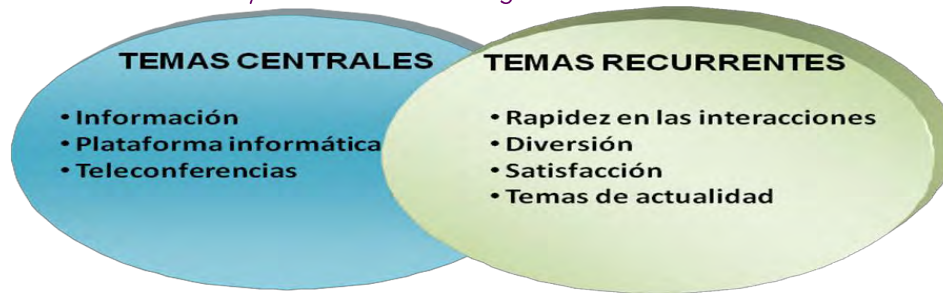 TEMAS CENTRALES
• Información
• Plataforma informática
• Teleconferencias
TEMAS RECURRENTES
• Rapidez en las interacciones
• Diversión
• Satisfacción
• Temas de actualidad